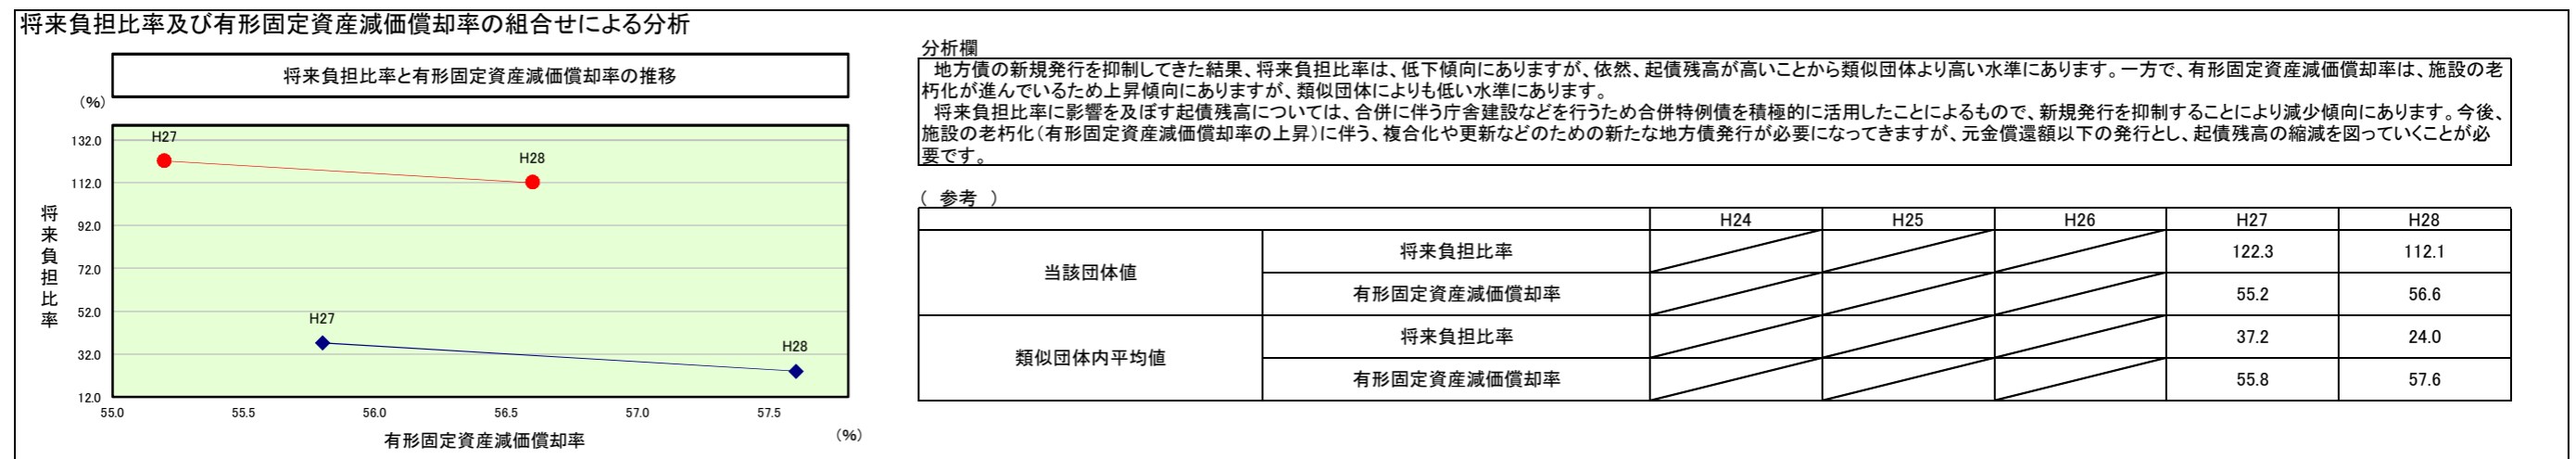 将来負担比率及び有形固定資産減価償却率の組合せによる分析
将来負担比率と有形固定資産減価償却率の推移
(%)
132.0
112.0
92.0
72.0
52.0
32.0
12.0
将来負担比率
H27
H28
H27
H28
55.0 55.5 56.0 56.5 57.0 57.5
有形固定資産減価償却率
(%)
分析欄
地方債の新規発行を抑制してきた結果、将来負担比率は、低下傾向にありますが、依然、起債残高が高いことから類似団体より高い水準にあります。一方で、有形固定資産減価償却率は、施設の老
朽化が進んでいるため上昇傾向にありますが、類似団体によりも低い水準にあります。
将来負担比率に影響を及ぼす起債残高については、合併に伴う庁舎建設などを行うため合併特例債を積極的に活用したことによるもので、新規発行を抑制することにより減少傾向にあります。今後、
施設の老朽化(有形固定資産減価償却率の上昇)に伴う、複合化や更新などのための新たな地方債発行が必要になってきますが、元金償還額以下の発行とし、起債残高の縮減を図っていくことが必
要です。
( 参考 )
H24 H25 H26 H27 H28
当該団体値
将来負担比率 122.3 112.1
有形固定資産減価償却率 55.2 56.6
類似団体内平均値
将来負担比率 37.2 24.0
有形固定資産減価償却率 55.8 57.6